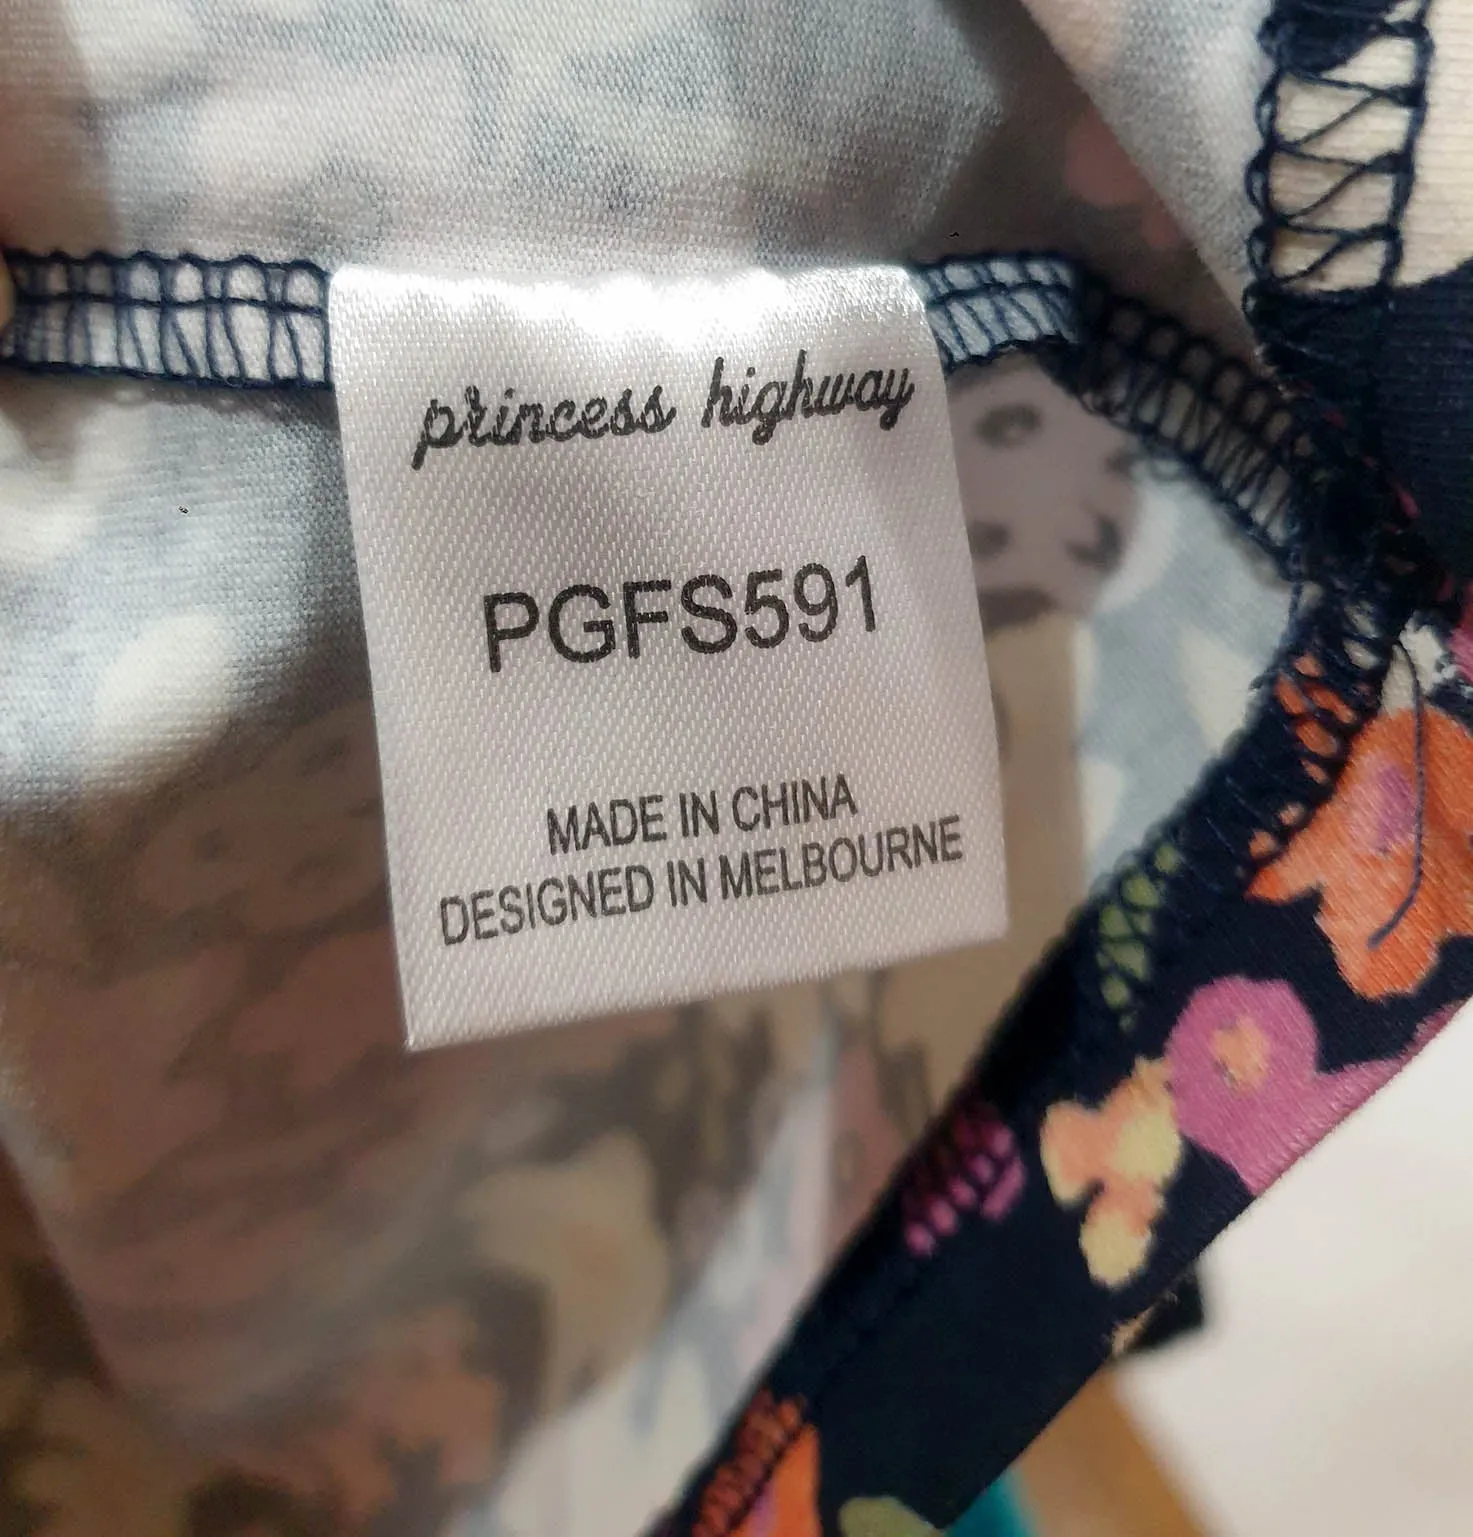 princess highway
PGFS591
MADE IN CHINA
DESIGNED IN MELBOURNE